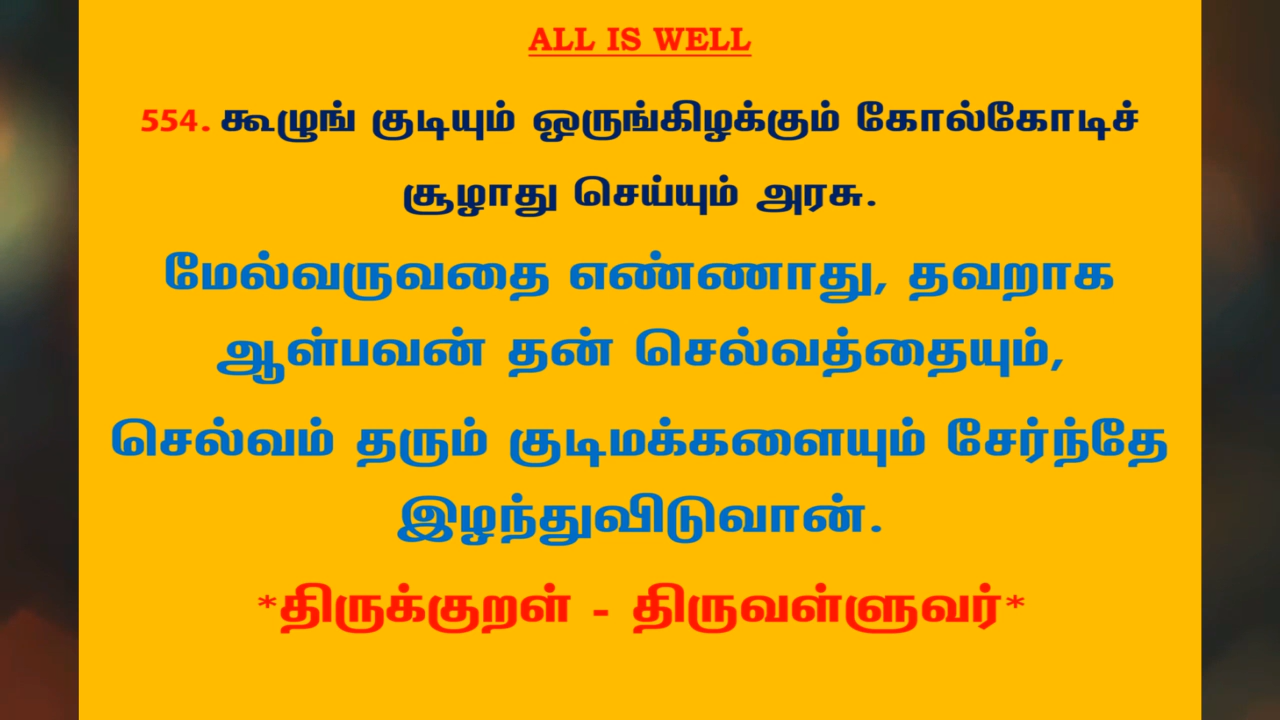 ALL IS WELL
554. கூழுங் குடியும் ஒருங்கிழக்கும் கோல்கோடிச்
சூழாது செய்யும் அரசு.
மேல்வருவதை எண்ணாது, தவறாக
ஆள்பவன் தன் செல்வத்தையும்,
செல்வம் தரும் குடிமக்களையும் சேர்ந்தே
இழந்துவிடுவான்.
*திருக்குறள் - திருவள்ளுவர்*